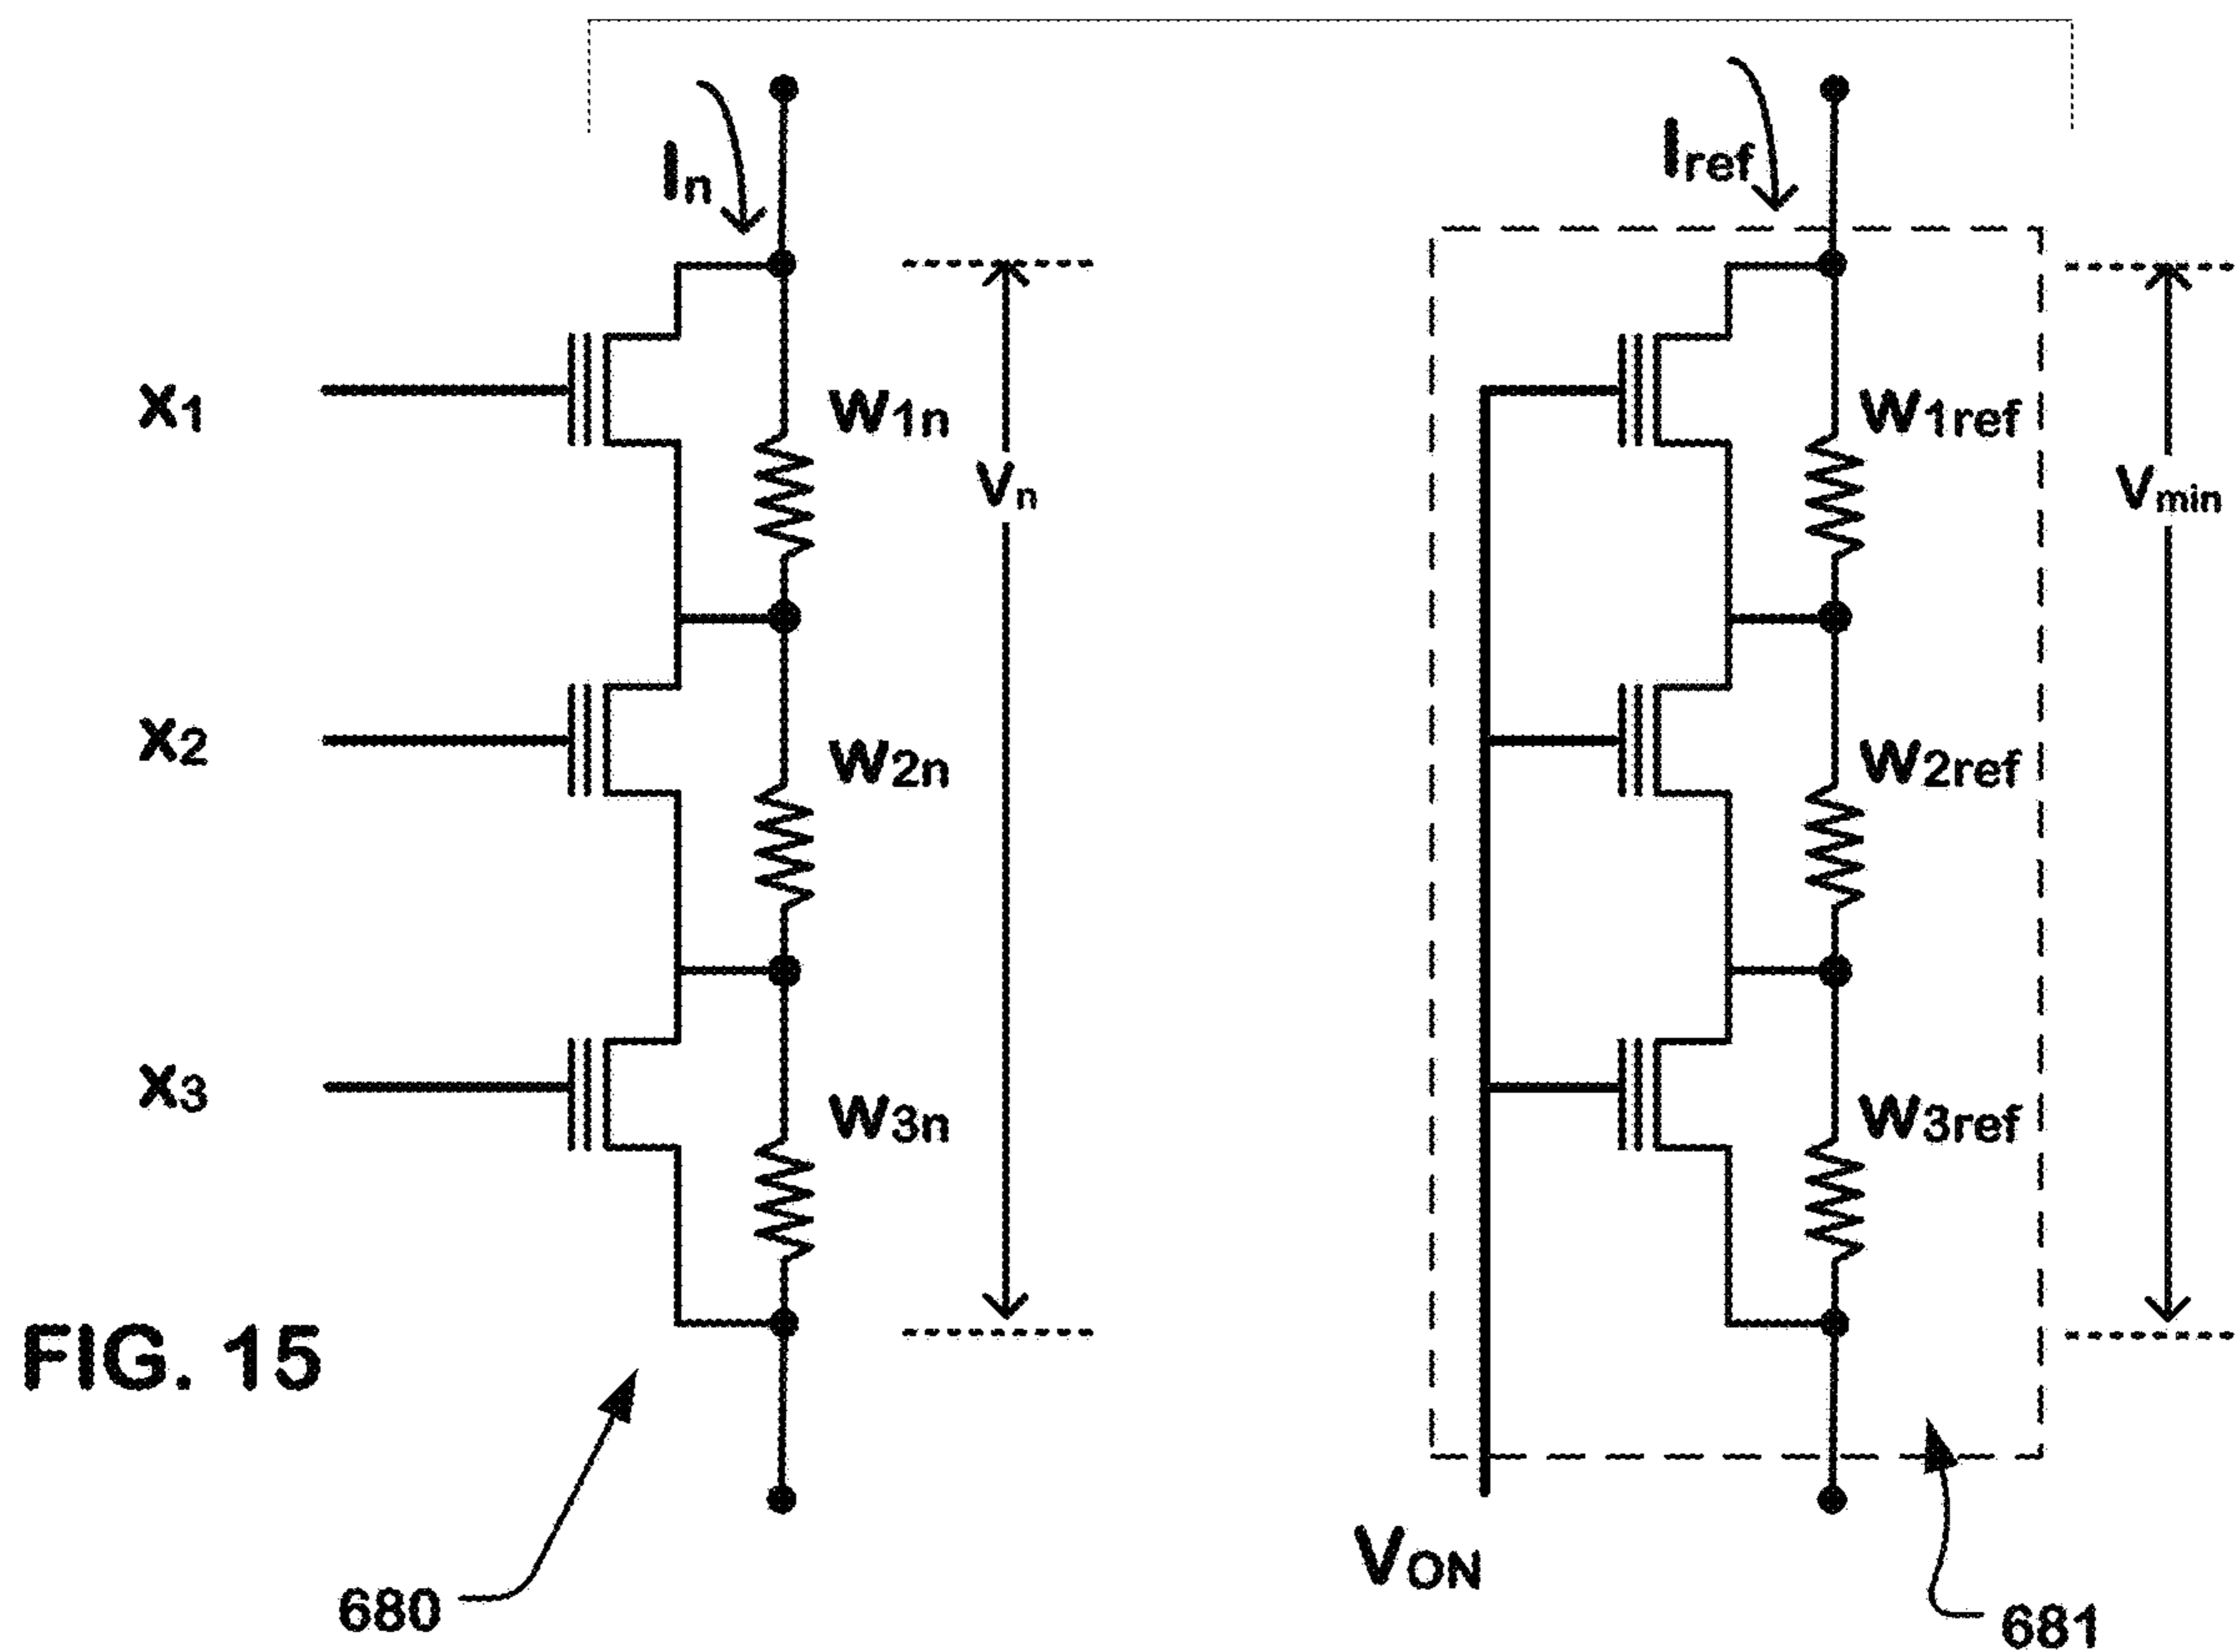 In
Iref
X1
W1n
Vn
W1ref
Vmin
X2
W2n
W2ref
X3
W3n
W3ref
FIG. 15
VON
680
681